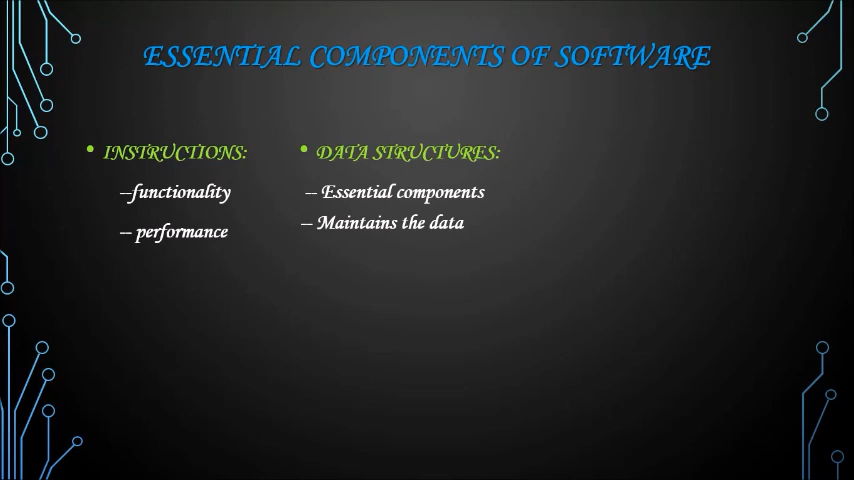 ESSENTIAL COMPONENTS OF SOFTWARE
• INSTRUCTIONS:
–functionality
– performance
• DATA STRUCTURES:
– Essential components
– Maintains the data